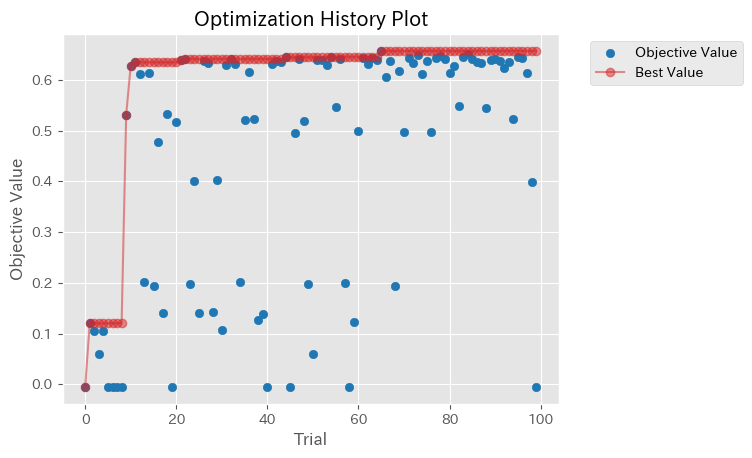 Optimization History Plot
Objective Value
Best Value
Objective Value
0.6
0.5
0.4
0.3
0.2
0.1
0.0
0
20
40
60
80
100
Trial